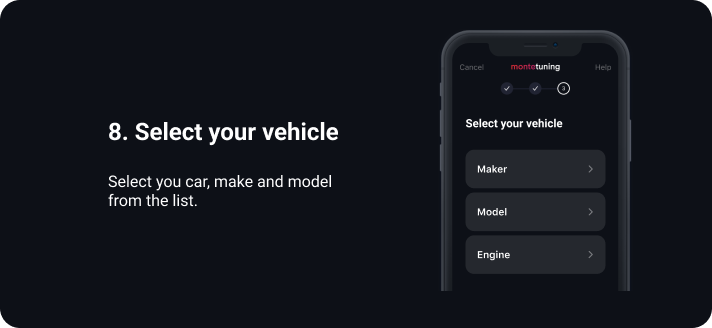 8. Select your vehicle
Select you car, make and model
from the list.
Cancel montetuning Help
3
Select your vehicle
Maker
Model
Engine